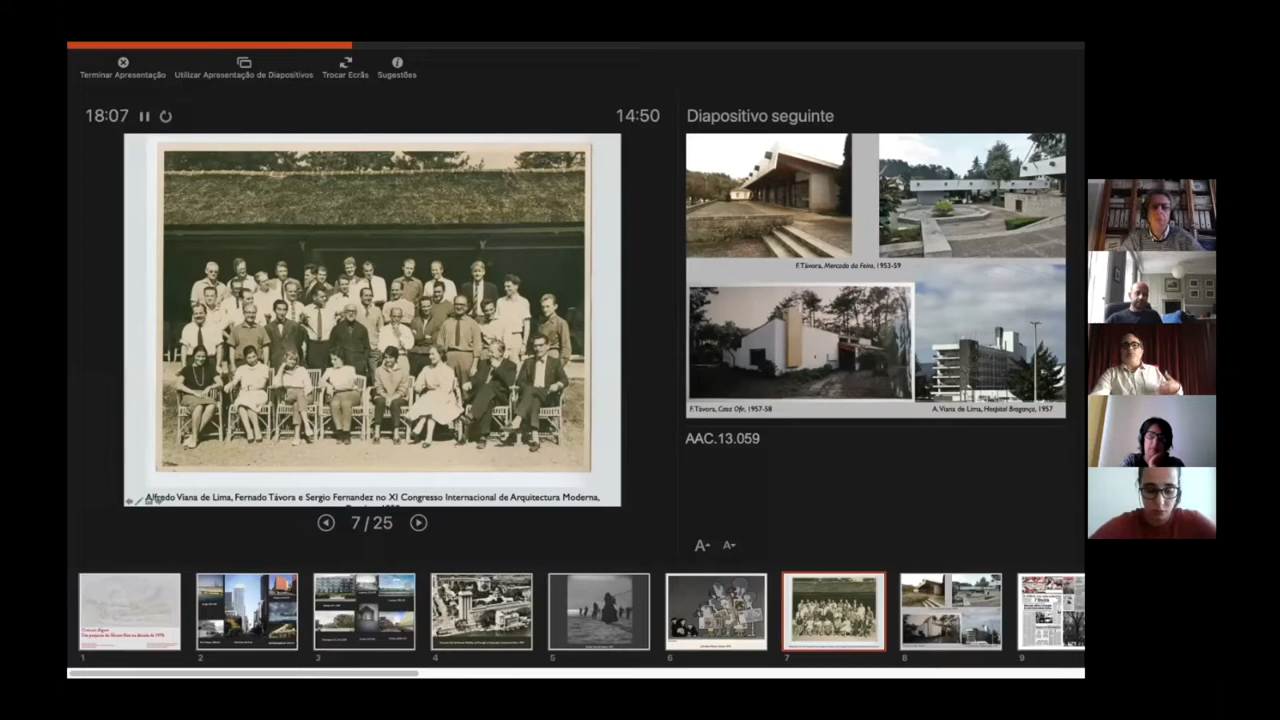 Terminar Apresentação
Utilizar Apresentação de Diapositivos
Trocar Ecrãs
Sugestões
18:07
14:50
Diapositivo seguinte
F. Távora, Mercado da Feira, 1953-59
F. Távora, Casa Ofir, 1957-58
A. Viana de Lima, Hospital Bragança, 1957
AAC.13.059
Alfredo Viana de Lima, Fernado Távora e Sergio Fernandez no XI Congresso Internacional de Arquitectura Moderna,
7 / 25
A
A
1
2
3
4
5
6
7
8
9